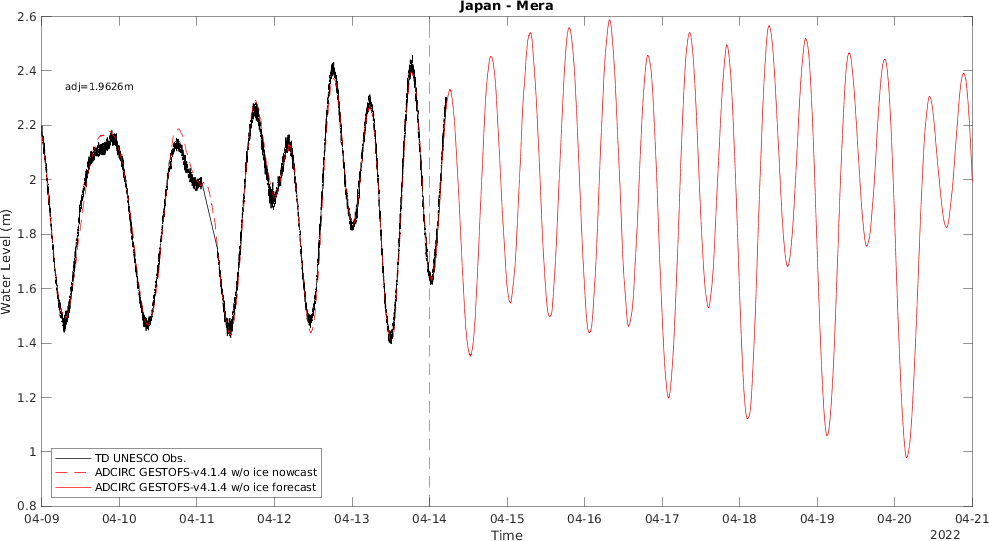 Japan - Mera
adj=1.9626m
Water Level (m)
2.6
2.4
2.2
2
1.8
1.6
1.4
1.2
1
0.8
TD UNESCO Obs.
ADCIRC GESTOFS-v4.1.4 w/o ice nowcast
ADCIRC GESTOFS-v4.1.4 w/o ice forecast
04-09 04-10 04-11 04-12 04-13 04-14 04-15 04-16 04-17 04-18 04-19 04-20 04-21
Time
2022